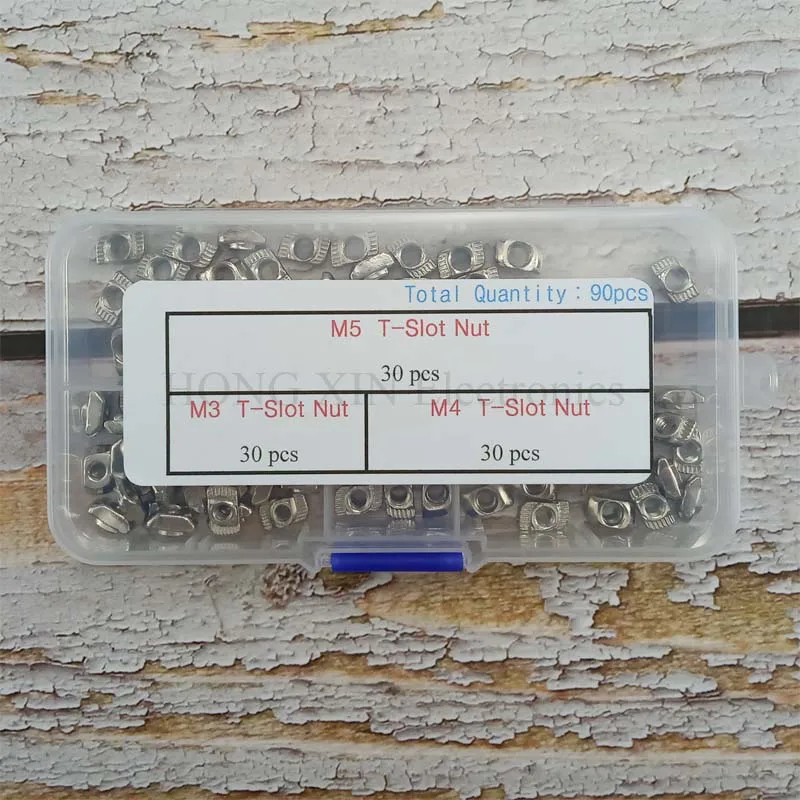 Total Quantity：90pcs
M5 T-Slot Nut
30 pcs
HONG XIN Electronics
M3 T-Slot Nut
M4 T-Slot Nut
30 pcs
30 pcs